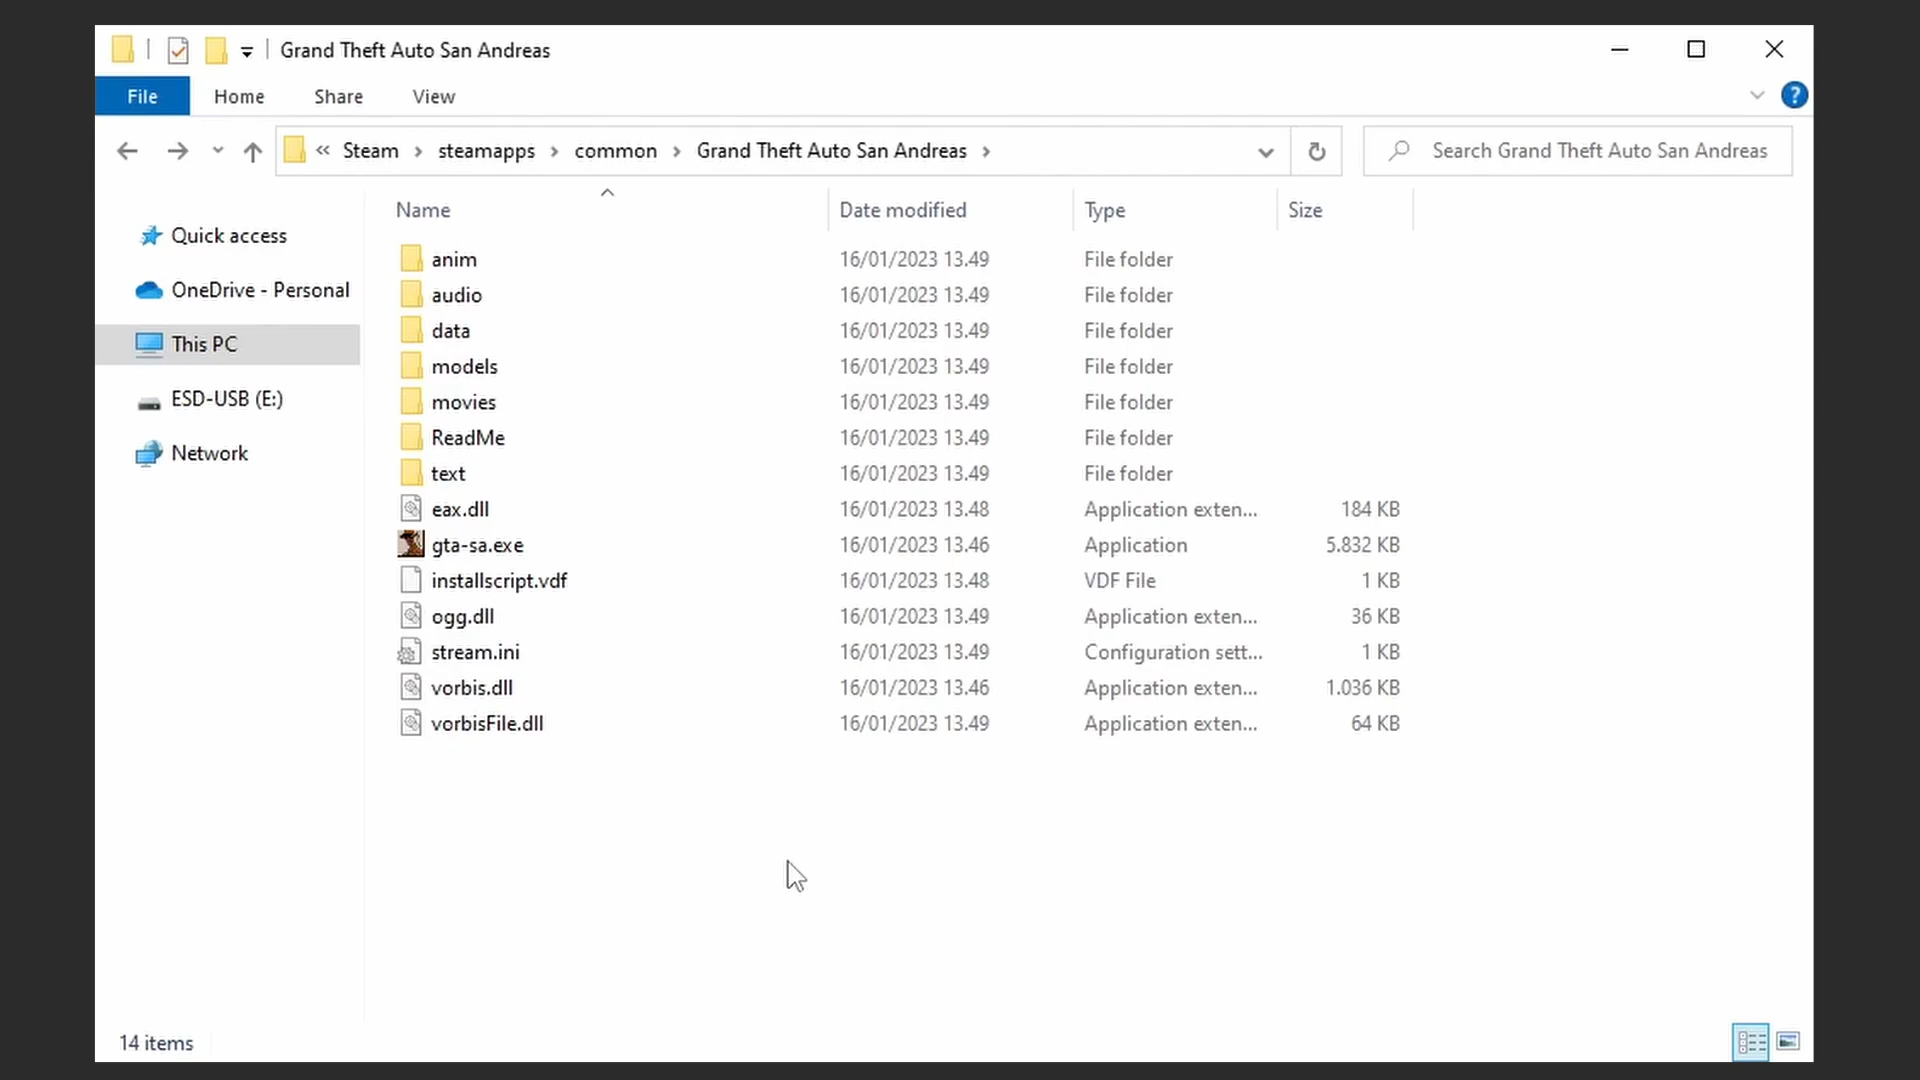 Grand Theft Auto San Andreas
File Home Share View
« Steam › steamapps › common › Grand Theft Auto San Andreas ›
Search Grand Theft Auto San Andreas
Name Date modified Type Size
Quick access
OneDrive - Personal
This PC
ESD-USB (E:)
Network
anim 16/01/2023 13.49 File folder
audio 16/01/2023 13.49 File folder
data 16/01/2023 13.49 File folder
models 16/01/2023 13.49 File folder
movies 16/01/2023 13.49 File folder
ReadMe 16/01/2023 13.49 File folder
text 16/01/2023 13.49 File folder
eax.dll 16/01/2023 13.48 Application exten... 184 KB
gta-sa.exe 16/01/2023 13.46 Application 5.832 KB
installscript.vdf 16/01/2023 13.48 VDF File 1 KB
ogg.dll 16/01/2023 13.49 Application exten... 36 KB
stream.ini 16/01/2023 13.49 Configuration sett... 1 KB
vorbis.dll 16/01/2023 13.46 Application exten... 1.036 KB
vorbisFile.dll 16/01/2023 13.49 Application exten... 64 KB
14 items